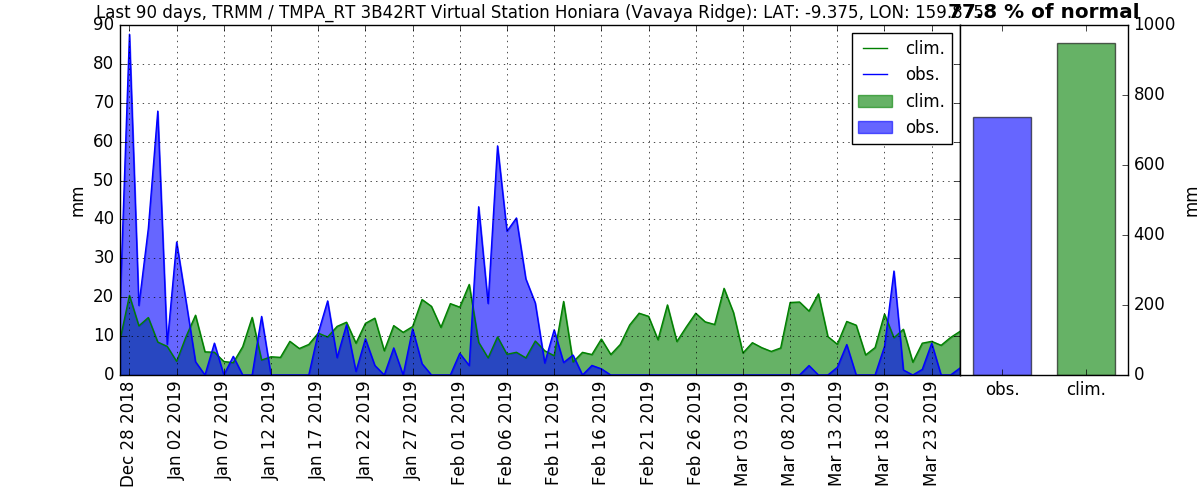 Last 90 days, TRMM / TMPA_RT 3B42RT Virtual Station Honiara (Vavaya Ridge): LAT: -9.375, LON: 159.875
77.8 % of normal
90
80
70
60
50
40
30
20
10
0
mm
clim.
obs.
clim.
obs.
1000
800
600
400
200
0
mm
Dec 28 2018
Jan 02 2019
Jan 07 2019
Jan 12 2019
Jan 17 2019
Jan 22 2019
Jan 27 2019
Feb 01 2019
Feb 06 2019
Feb 11 2019
Feb 16 2019
Feb 21 2019
Feb 26 2019
Mar 03 2019
Mar 08 2019
Mar 13 2019
Mar 18 2019
Mar 23 2019
obs.
clim.